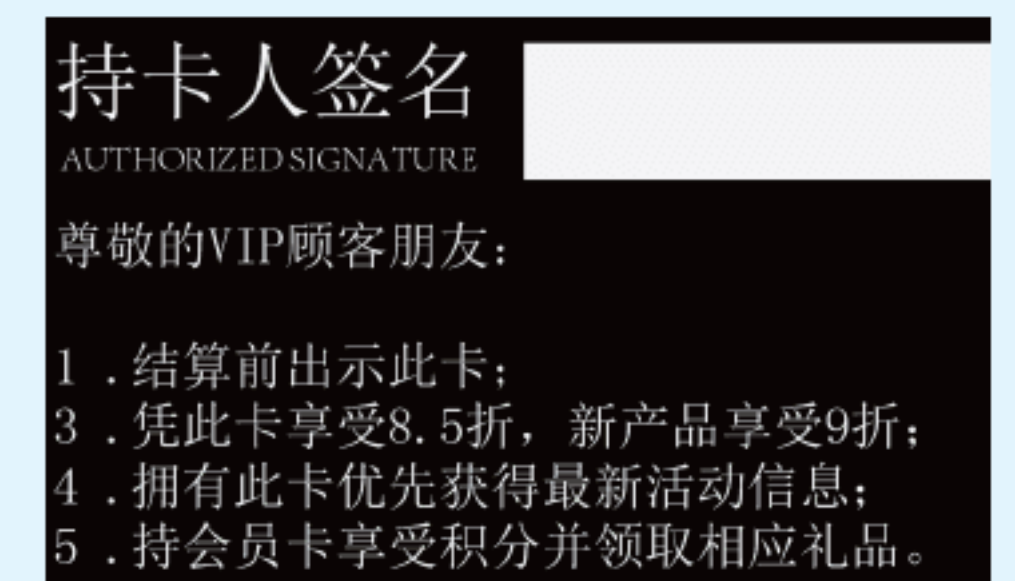 持卡人签名
AUTHORIZED SIGNATURE
尊敬的VIP顾客朋友：
1 .结算前出示此卡；
3 .凭此卡享受8.5折，新产品享受9折；
4 .拥有此卡优先获得最新活动信息；
5 .持会员卡享受积分并领取相应礼品。